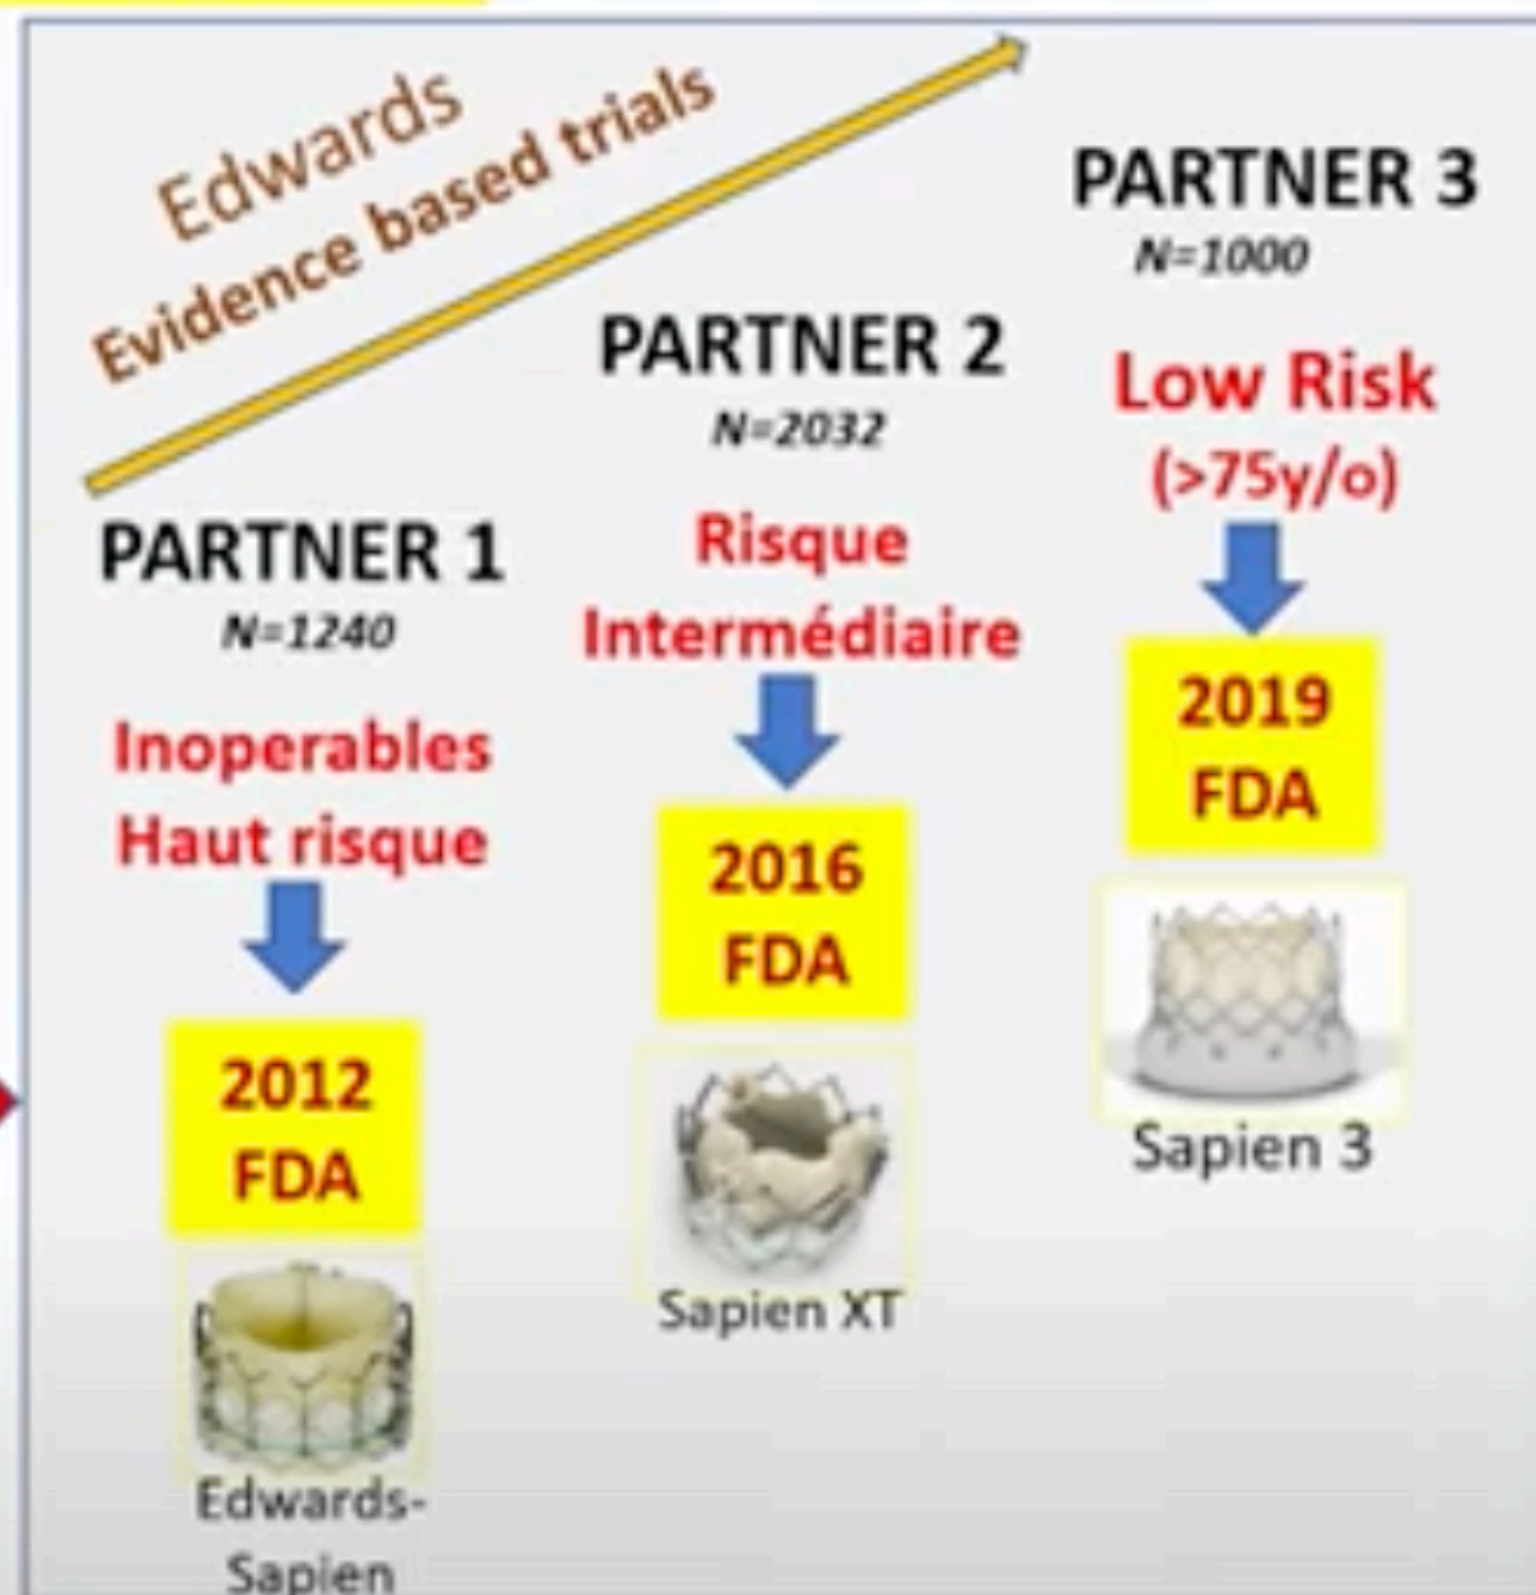 Edwards
Evidence based trials
PARTNER 1
N=1240
Inoperables
Haut risque
2012
FDA
Edwards-
Sapien
PARTNER 2
N=2032
Risque
Intermédiaire
2016
FDA
Sapien XT
PARTNER 3
N=1000
Low Risk
(>75y/o)
2019
FDA
Sapien 3